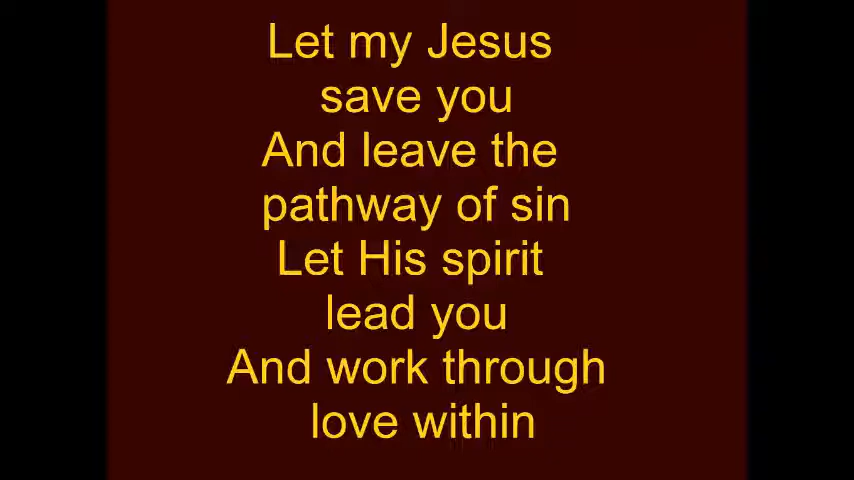 Let my Jesus
save you
And leave the
pathway of sin
Let His spirit
lead you
And work through
love within